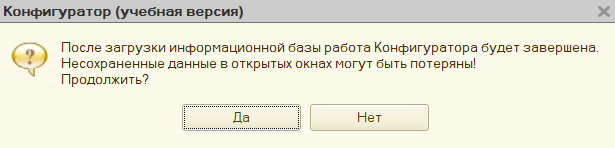 Конфигуратор (учебная версия)
После загрузки информационной базы работа Конфигуратора будет завершена.
Несохраненные данные в открытых окнах могут быть потеряны!
Продолжить?
Да
Нет